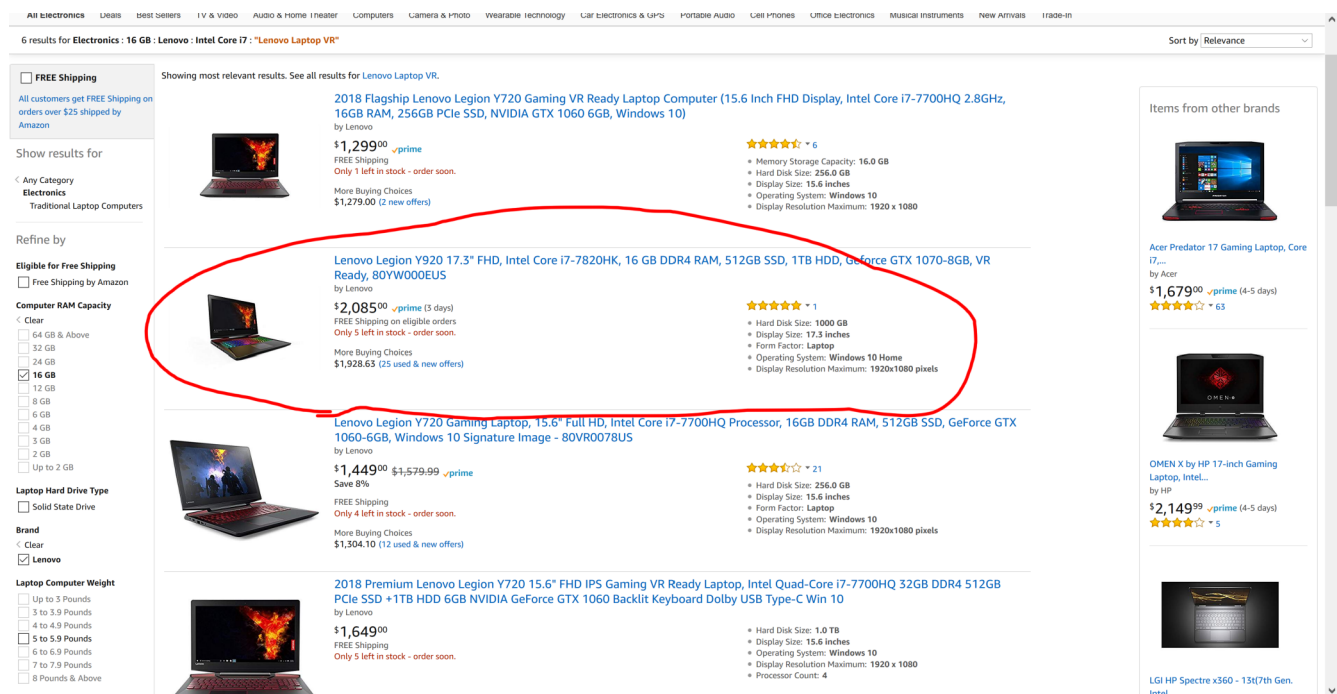 All Electronics Deals Best Sellers TV & Video Audio & Home Theater Computers Camera & Photo Wearable Technology Car Electronics & GPS Portable Audio Cell Phones Office Electronics Musical Instruments New Arrivals Trade-In
6 results for Electronics : 16 GB : Lenovo : Intel Core i7 : "Lenovo Laptop VR"
Sort by Relevance
FREE Shipping
All customers get FREE Shipping on
orders over $25 shipped by
Amazon
Show results for
Any Category
Electronics
Traditional Laptop Computers
Refine by
Eligible for Free Shipping
Free Shipping by Amazon
Computer RAM Capacity
Clear
64 GB & Above
32 GB
24 GB
16 GB
12 GB
8 GB
6 GB
4 GB
3 GB
2 GB
Up to 2 GB
Laptop Hard Drive Type
Solid State Drive
Brand
Clear
Lenovo
Laptop Computer Weight
Up to 3 Pounds
3 to 3.9 Pounds
4 to 4.9 Pounds
5 to 5.9 Pounds
6 to 6.9 Pounds
7 to 7.9 Pounds
8 Pounds & Above
Showing most relevant results. See all results for Lenovo Laptop VR.
2018 Flagship Lenovo Legion Y720 Gaming VR Ready Laptop Computer (15.6 Inch FHD Display, Intel Core i7-7700HQ 2.8GHz,
16GB RAM, 256GB PCIe SSD, NVIDIA GTX 1060 6GB, Windows 10)
by Lenovo
$1,29900 prime
FREE Shipping
Only 1 left in stock - order soon.
More Buying Choices
$1,279.00 (2 new offers)
6
Memory Storage Capacity: 16.0 GB
Hard Disk Size: 256.0 GB
Display Size: 15.6 inches
Operating System: Windows 10
Display Resolution Maximum: 1920 x 1080
Lenovo Legion Y920 17.3" FHD, Intel Core i7-7820HK, 16 GB DDR4 RAM, 512GB SSD, 1TB HDD, Geforce GTX 1070-8GB, VR
Ready, 80YW000EUS
by Lenovo
$2,08500 prime (3 days)
FREE Shipping on eligible orders
Only 5 left in stock - order soon.
More Buying Choices
$1,928.63 (25 used & new offers)
1
Hard Disk Size: 1000 GB
Display Size: 17.3 inches
Form Factor: Laptop
Operating System: Windows 10 Home
Display Resolution Maximum: 1920x1080 pixels
Lenovo Legion Y720 Gaming Laptop, 15.6" Full HD, Intel Core i7-7700HQ Processor, 16GB DDR4 RAM, 512GB SSD, GeForce GTX
1060-6GB, Windows 10 Signature Image - 80VR0078US
by Lenovo
$1,44900 $1,579.99 prime
Save 8%
FREE Shipping
Only 4 left in stock - order soon.
More Buying Choices
$1,304.10 (12 used & new offers)
21
Hard Disk Size: 256.0 GB
Display Size: 15.6 inches
Form Factor: Laptop
Operating System: Windows 10
Display Resolution Maximum: 1920x1080 pixels
2018 Premium Lenovo Legion Y720 15.6" FHD IPS Gaming VR Ready Laptop, Intel Quad-Core i7-7700HQ 32GB DDR4 512GB
PCIe SSD +1TB HDD 6GB NVIDIA GeForce GTX 1060 Backlit Keyboard Dolby USB Type-C Win 10
by Lenovo
$1,64900
FREE Shipping
Only 5 left in stock - order soon.
Hard Disk Size: 1.0 TB
Display Size: 15.6 inches
Operating System: Windows 10
Display Resolution Maximum: 1920 x 1080
Processor Count: 4
Items from other brands
Acer Predator 17 Gaming Laptop, Core
i7,...
by Acer
$1,67900 prime (4-5 days)
63
OMEN
OMEN X by HP 17-inch Gaming
Laptop, Intel...
by HP
$2,14999 prime (4-5 days)
5
LGI HP Spectre x360 - 13t(7th Gen.
Intel